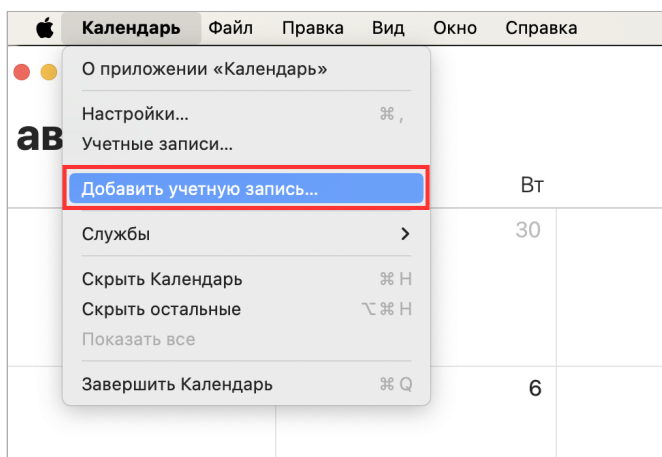 Календарь Файл Правка Вид Окно Справка
О приложении «Календарь»
Настройки... ⌘ ,
ав
Учетные записи...
Добавить учетную запись...
Вт
Службы
30
Скрыть Календарь ⌘ H
Скрыть остальные ⌥ ⌘ H
Показать все
Завершить Календарь ⌘ Q
6